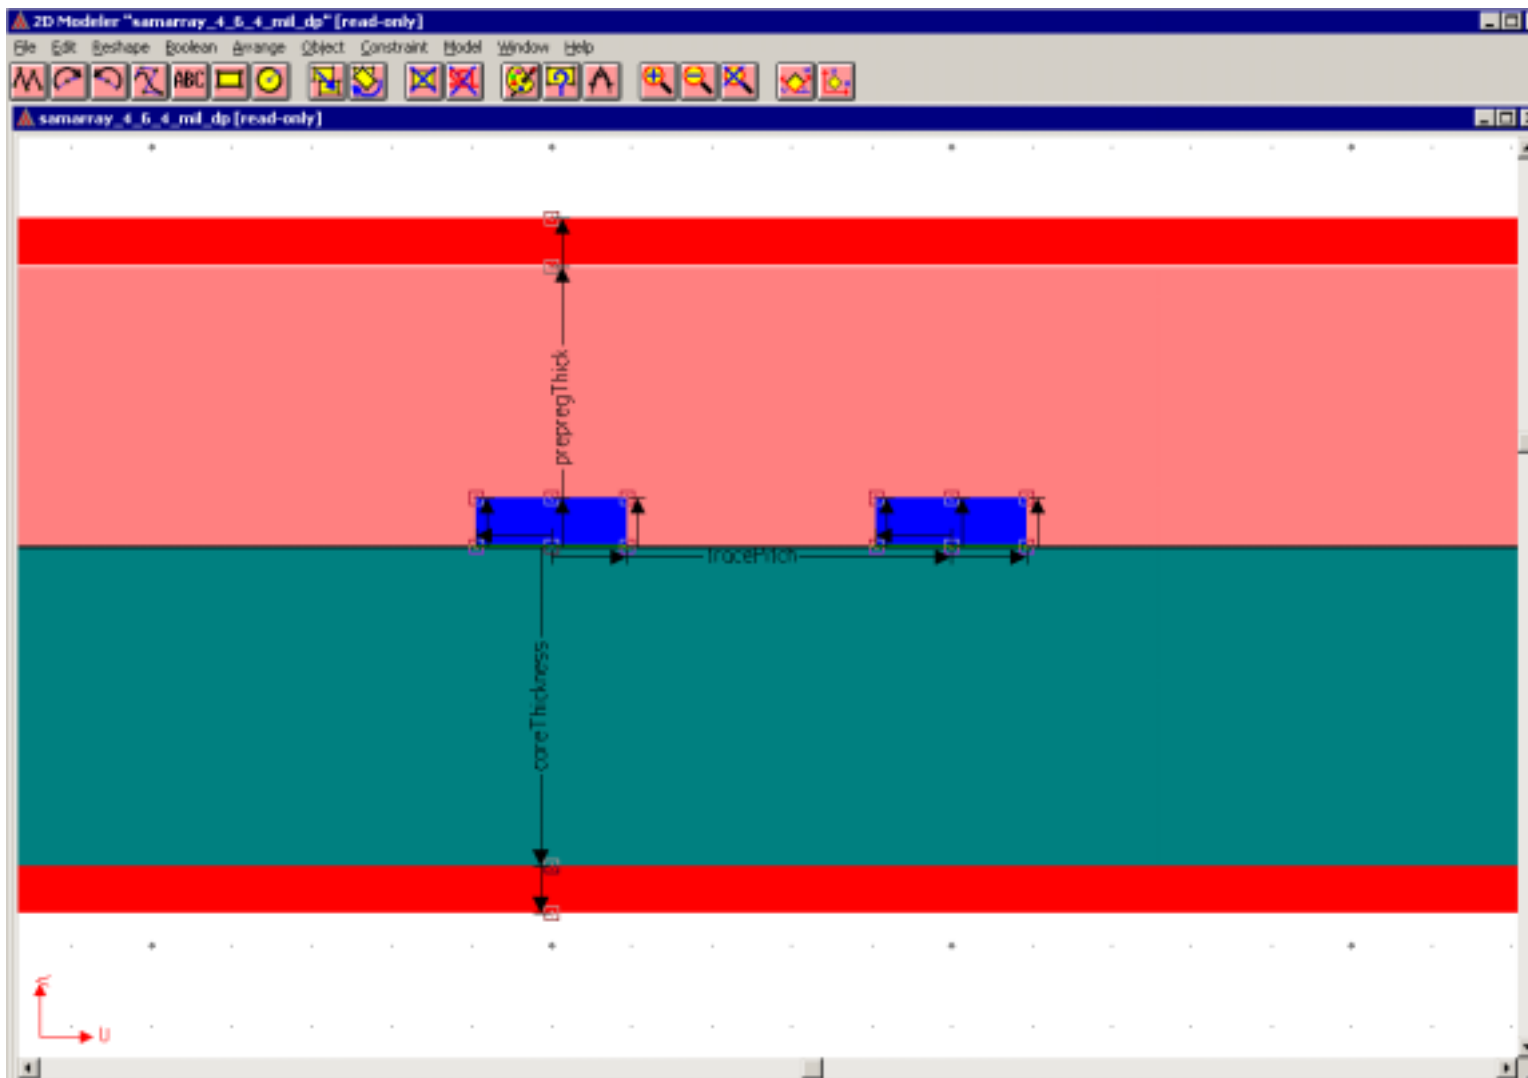 2D Modeler "samarray_4_6_4_mil_dp" [read-only]
File Edit Reshape Boolean Arrange Object Constraint Model Window Help
ABC
samarray_4_6_4_mil_dp [read-only]
prepregThick
tracePitch
coreThickness
U